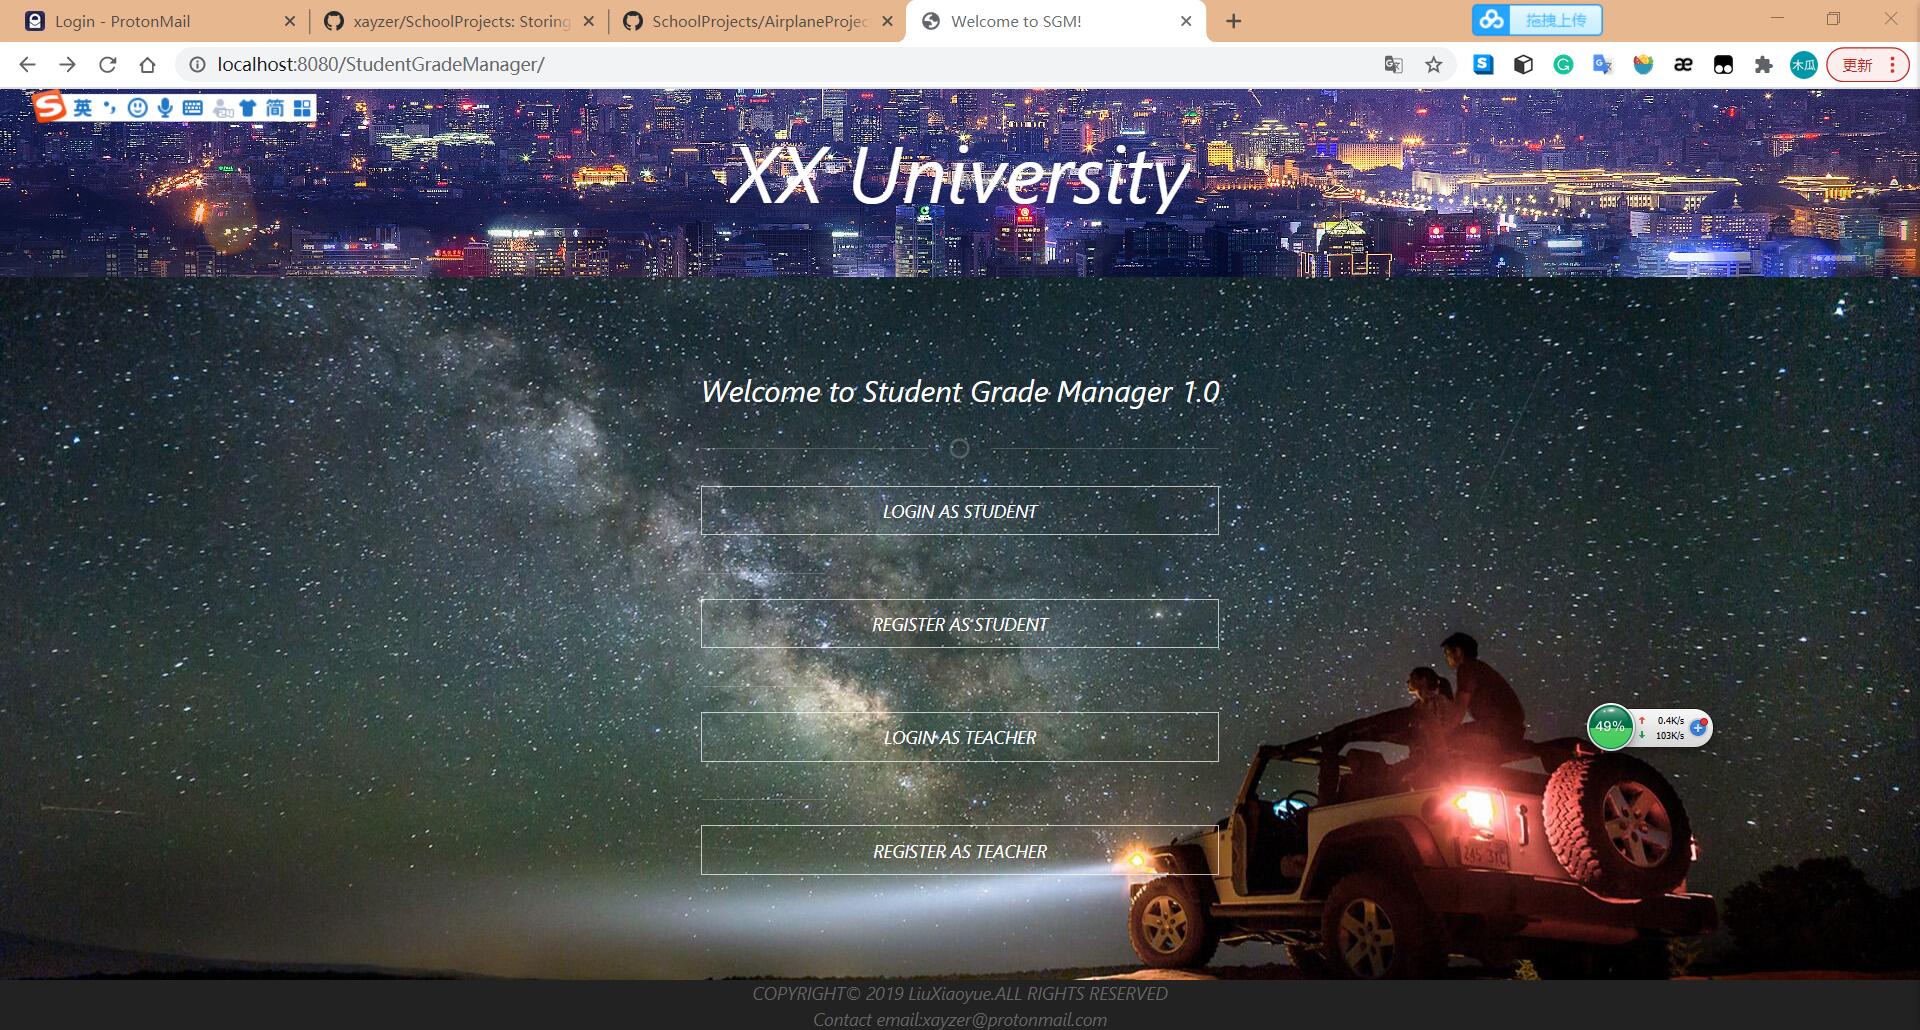 Login - ProtonMail
xayzer/SchoolProjects: Storing
SchoolProjects/AirplaneProjec
Welcome to SGM!
拖拽上传
localhost:8080/StudentGradeManager/
木瓜
更新
英
简
XX University
Welcome to Student Grade Manager 1.0
LOGIN AS STUDENT
REGISTER AS STUDENT
LOGIN AS TEACHER
REGISTER AS TEACHER
49%
0.4K/s
103K/s
COPYRIGHT© 2019 LiuXiaoyue.ALL RIGHTS RESERVED
Contact email:xayzer@protonmail.com